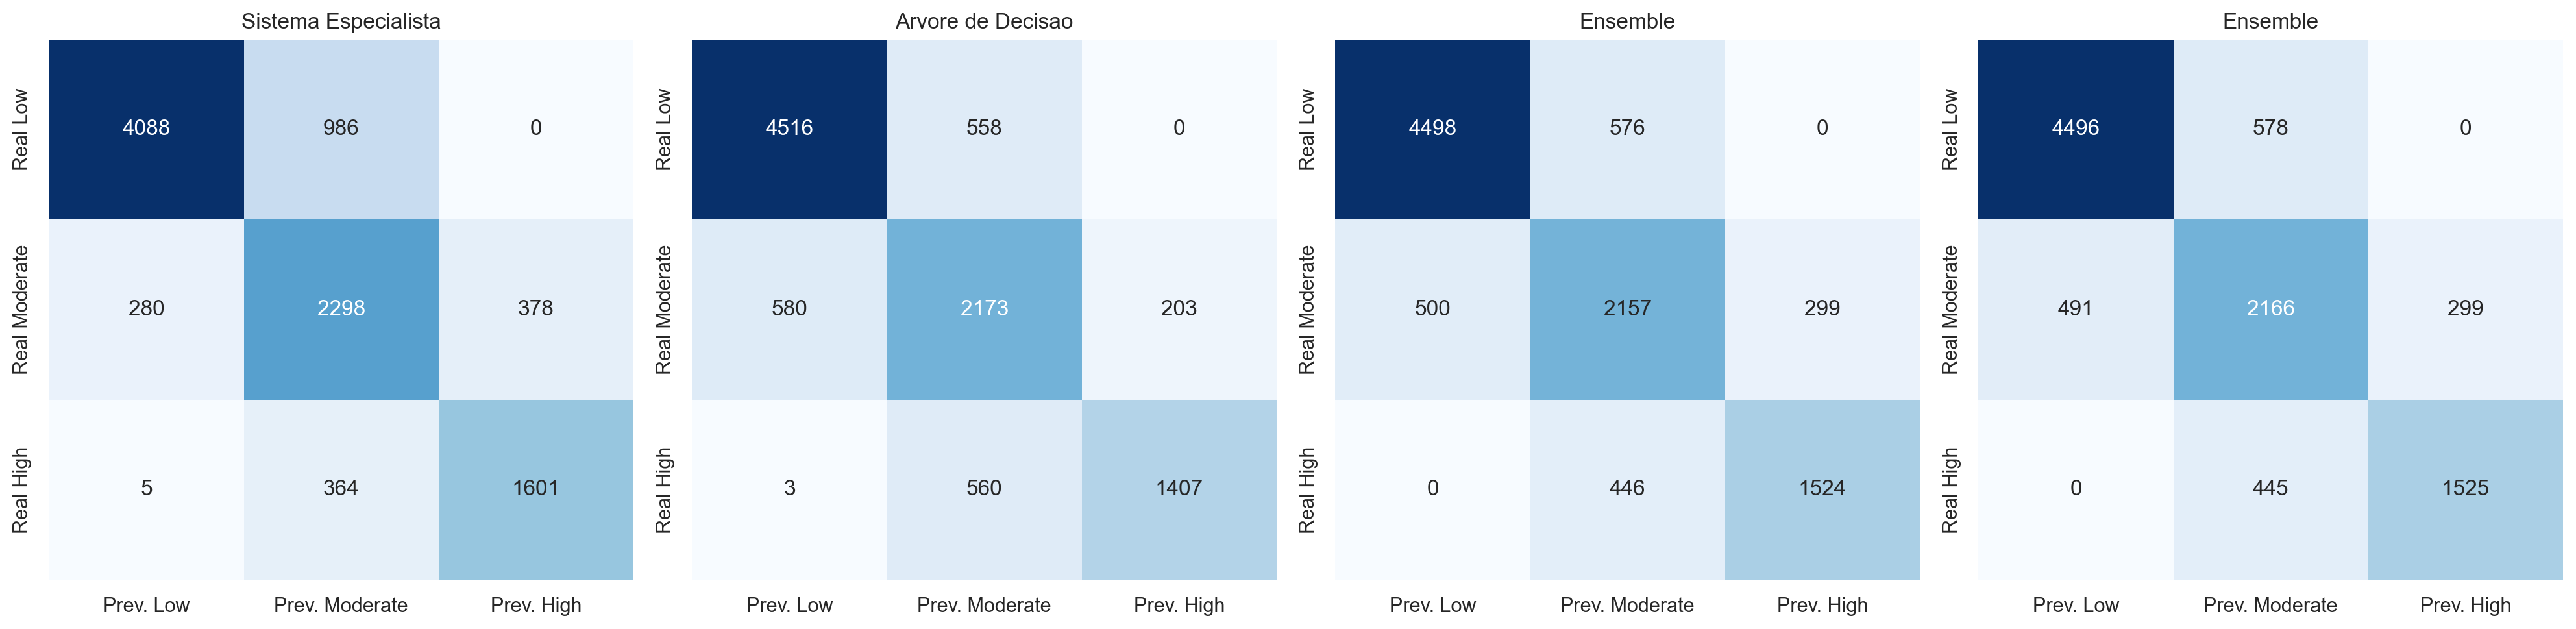 Sistema Especialista
Real Low
4088 986 0
Real Moderate
280 2298 378
Real High
5 364 1601
Prev. Low Prev. Moderate Prev. High
Arvore de Decisao
Real Low
4516 558 0
Real Moderate
580 2173 203
Real High
3 560 1407
Prev. Low Prev. Moderate Prev. High
Ensemble
Real Low
4498 576 0
Real Moderate
500 2157 299
Real High
0 446 1524
Prev. Low Prev. Moderate Prev. High
Ensemble
Real Low
4496 578 0
Real Moderate
491 2166 299
Real High
0 445 1525
Prev. Low Prev. Moderate Prev. High